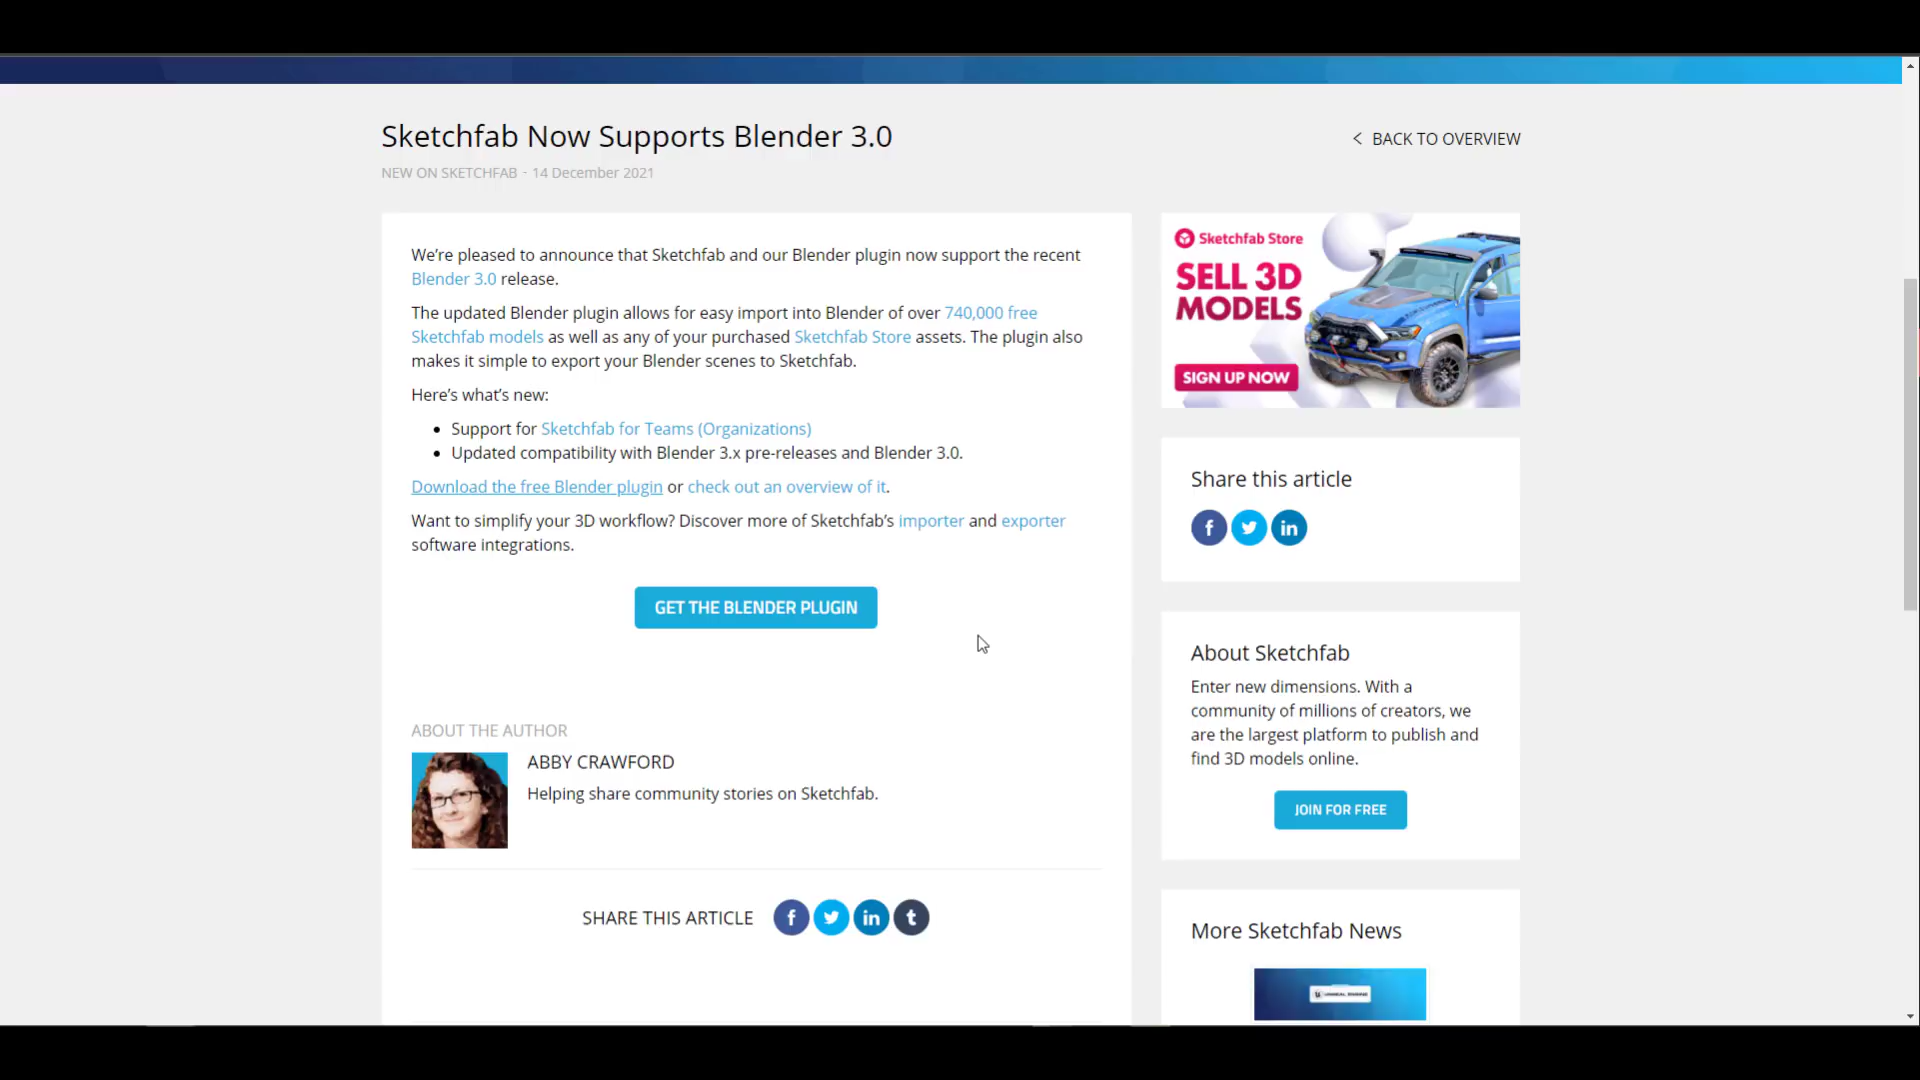 Sketchfab Now Supports Blender 3.0
BACK TO OVERVIEW
NEW ON SKETCHFAB - 14 December 2021
We’re pleased to announce that Sketchfab and our Blender plugin now support the recent
Blender 3.0 release.
The updated Blender plugin allows for easy import into Blender of over 740,000 free
Sketchfab models as well as any of your purchased Sketchfab Store assets. The plugin also
makes it simple to export your Blender scenes to Sketchfab.
Here’s what’s new:
• Support for Sketchfab for Teams (Organizations)
• Updated compatibility with Blender 3.x pre-releases and Blender 3.0.
Download the free Blender plugin or check out an overview of it.
Want to simplify your 3D workflow? Discover more of Sketchfab’s importer and exporter
software integrations.
GET THE BLENDER PLUGIN
ABOUT THE AUTHOR
ABBY CRAWFORD
Helping share community stories on Sketchfab.
SHARE THIS ARTICLE
Sketchfab Store
SELL 3D
MODELS
SIGN UP NOW
Share this article
About Sketchfab
Enter new dimensions. With a
community of millions of creators, we
are the largest platform to publish and
find 3D models online.
JOIN FOR FREE
More Sketchfab News